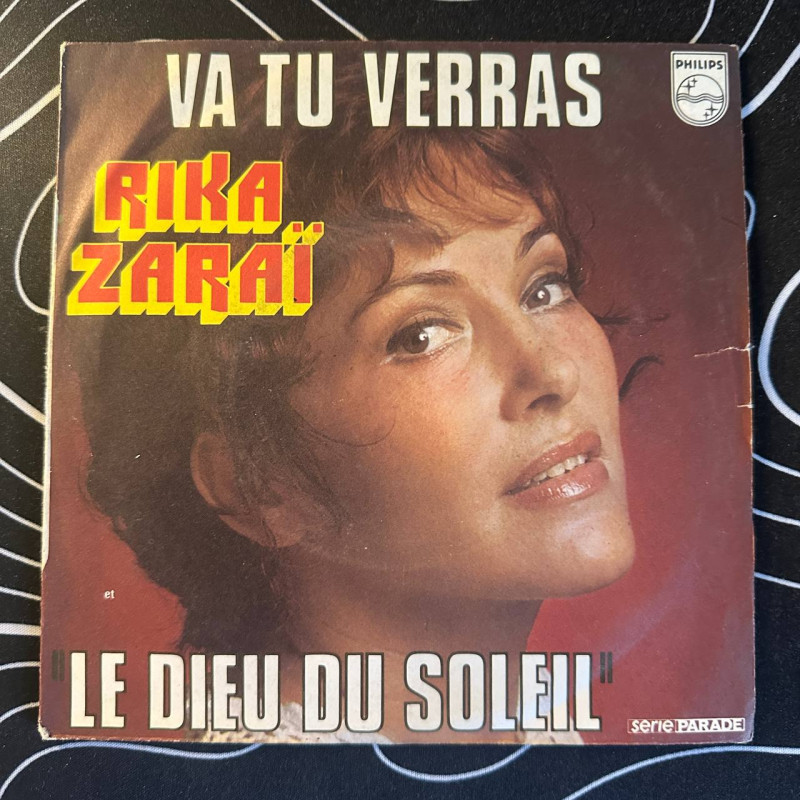 VA TU VERRAS
PHILIPS
RIKA
ZARAÏ
et
"LE DIEU DU SOLEIL"
série PARADE